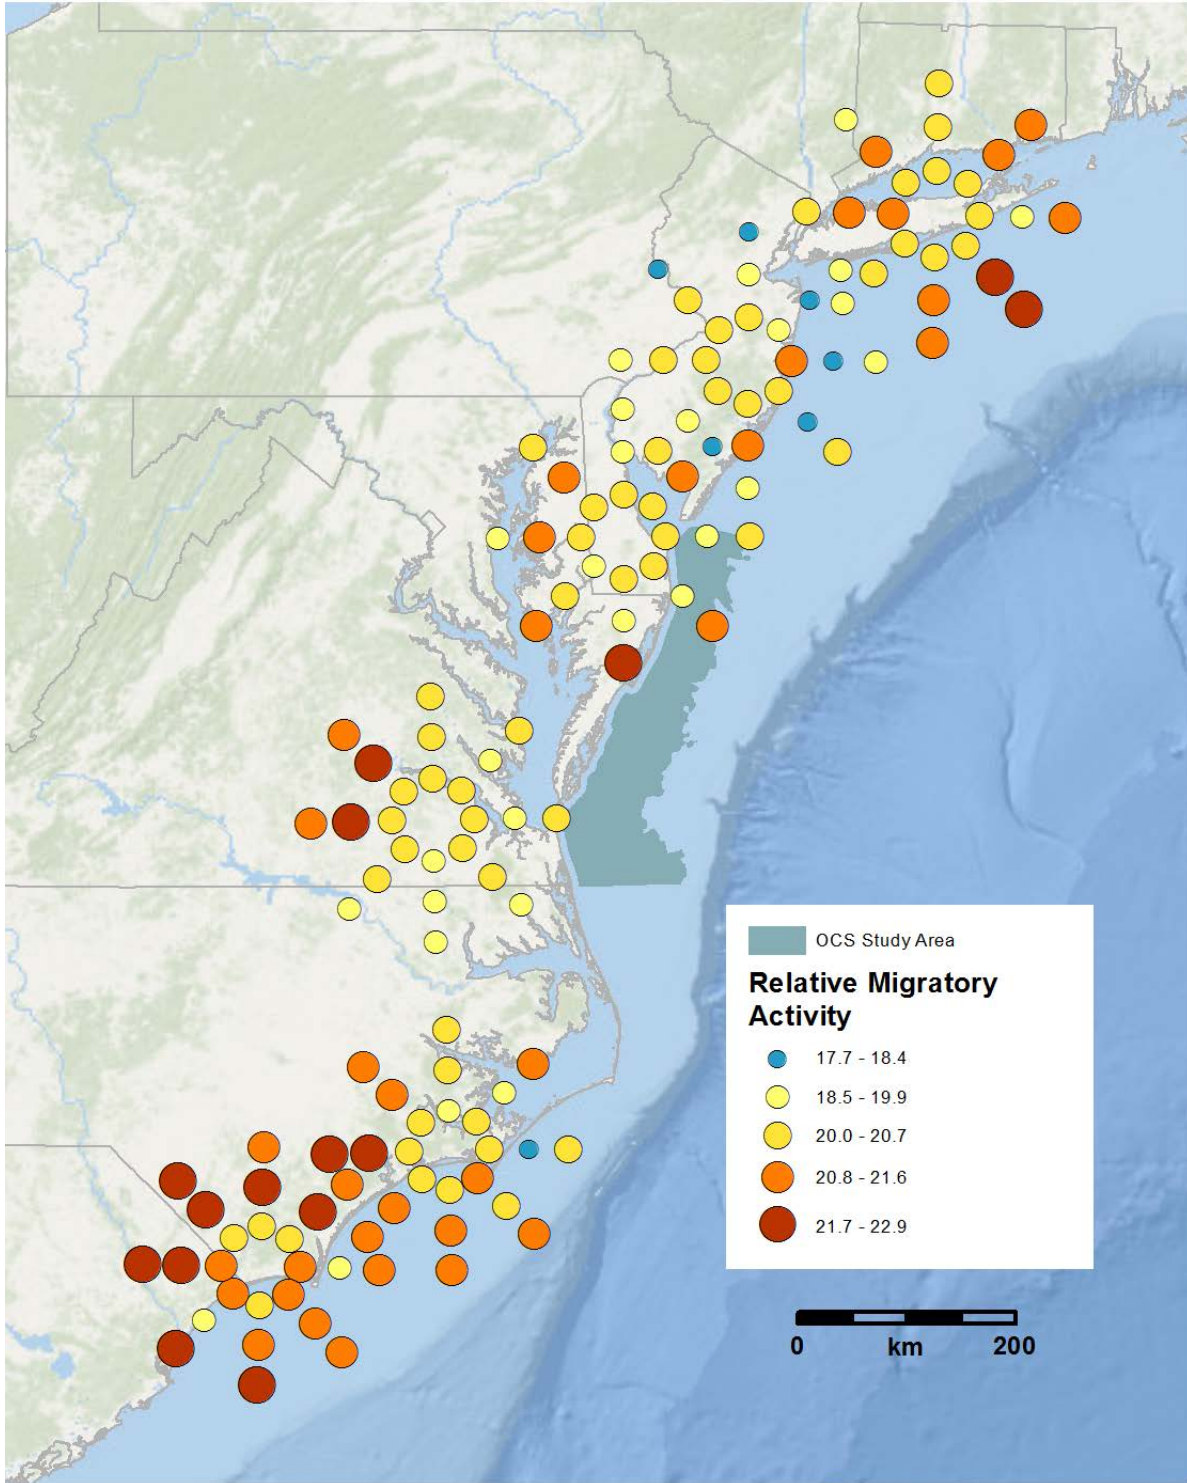 OCS Study Area
Relative Migratory
Activity
17.7 - 18.4
18.5 - 19.9
20.0 - 20.7
20.8 - 21.6
21.7 - 22.9
0 km 200